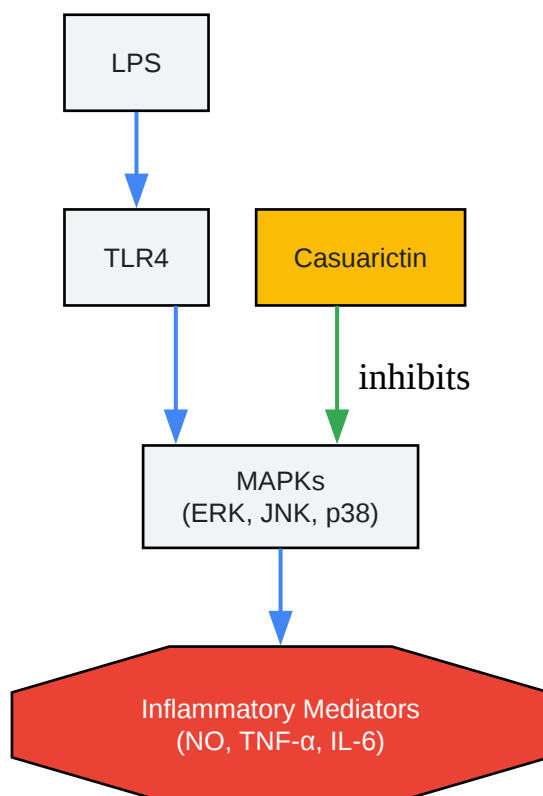 LPS
TLR4
Casuarictin
inhibits
MAPKs
(ERK, JNK, p38)
Inflammatory Mediators
(NO, TNF-α, IL-6)